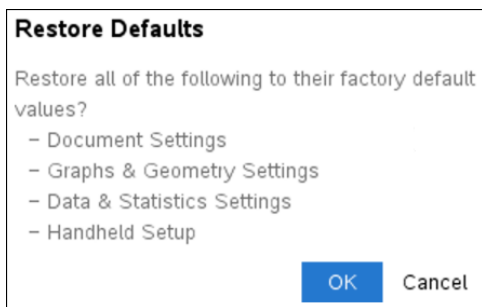 Restore Defaults
Restore all of the following to their factory default
values?
– Document Settings
– Graphs & Geometry Settings
– Data & Statistics Settings
– Handheld Setup
OK Cancel